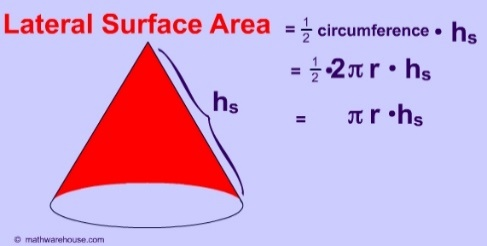 Lateral Surface Area = 1/2 circumference • hs
= 1/2 •2π r • hs
hs
= π r •hs
© mathwarehouse.com